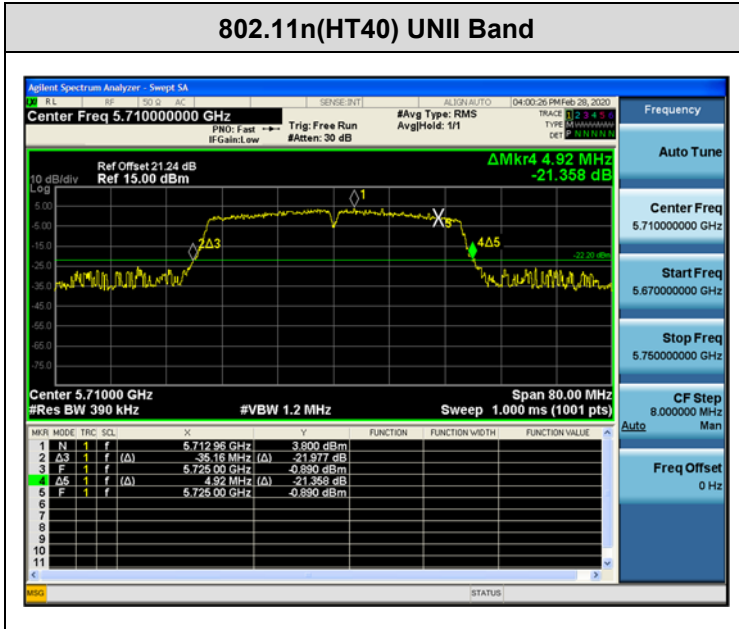 802.11n(HT40) UNII Band
Agilent Spectrum Analyzer - Swept SA
RL RF 50 Ω AC SENSE:INT ALIGN AUTO 04:00:26 PM Feb 28, 2020
Center Freq 5.710000000 GHz #Avg Type: RMS TRACE 1 2 3 4 5 6
PNO: Fast Trig: Free Run Avg|Hold: 1/1 TYPE
IFGain:Low #Atten: 30 dB DET P N N N N N
Frequency
Auto Tune
Center Freq
5.710000000 GHz
Start Freq
5.670000000 GHz
Stop Freq
5.750000000 GHz
CF Step
8.000000 MHz
Auto Man
Freq Offset
0 Hz
ΔMkr4 4.92 MHz
-21.358 dB
Ref Offset 21.24 dB
10 dB/div Ref 15.00 dBm
Log
5.00
-5.00
-15.0
-25.0
-35.0
-45.0
-55.0
-65.0
-75.0
1
2Δ3
4Δ5
-22.20 dBm
Center 5.71000 GHz Span 80.00 MHz
#Res BW 390 kHz #VBW 1.2 MHz Sweep 1.000 ms (1001 pts)
MKR MODE TRC SCL X Y FUNCTION FUNCTION WIDTH FUNCTION VALUE
1 N 1 f 5.712 96 GHz 3.800 dBm
2 Δ3 1 f (Δ) -35.16 MHz (Δ) -21.977 dB
3 F 1 f 5.725 00 GHz -0.890 dBm
4 Δ5 1 f (Δ) 4.92 MHz (Δ) -21.358 dB
5 F 1 f 5.725 00 GHz -0.890 dBm
6
7
8
9
10
11
MSG STATUS